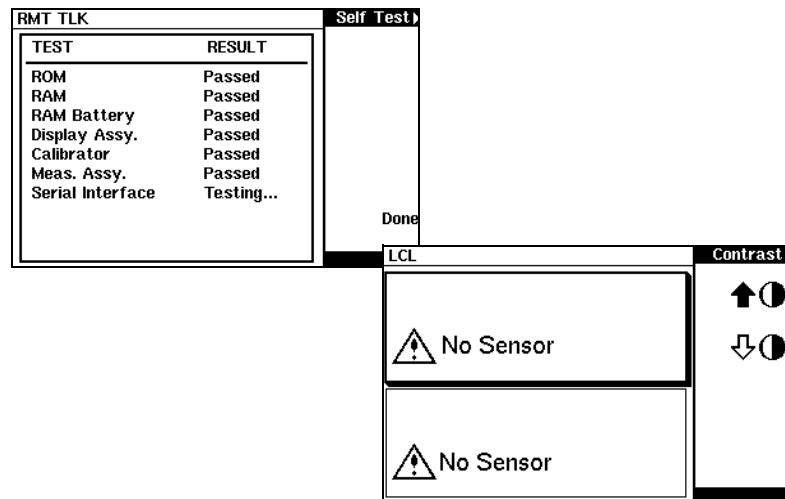 RMT TLK
Self Test
TEST RESULT
ROM Passed
RAM Passed
RAM Battery Passed
Display Assy. Passed
Calibrator Passed
Meas. Assy. Passed
Serial Interface Testing...
Done
LCL
Contrast
No Sensor
No Sensor